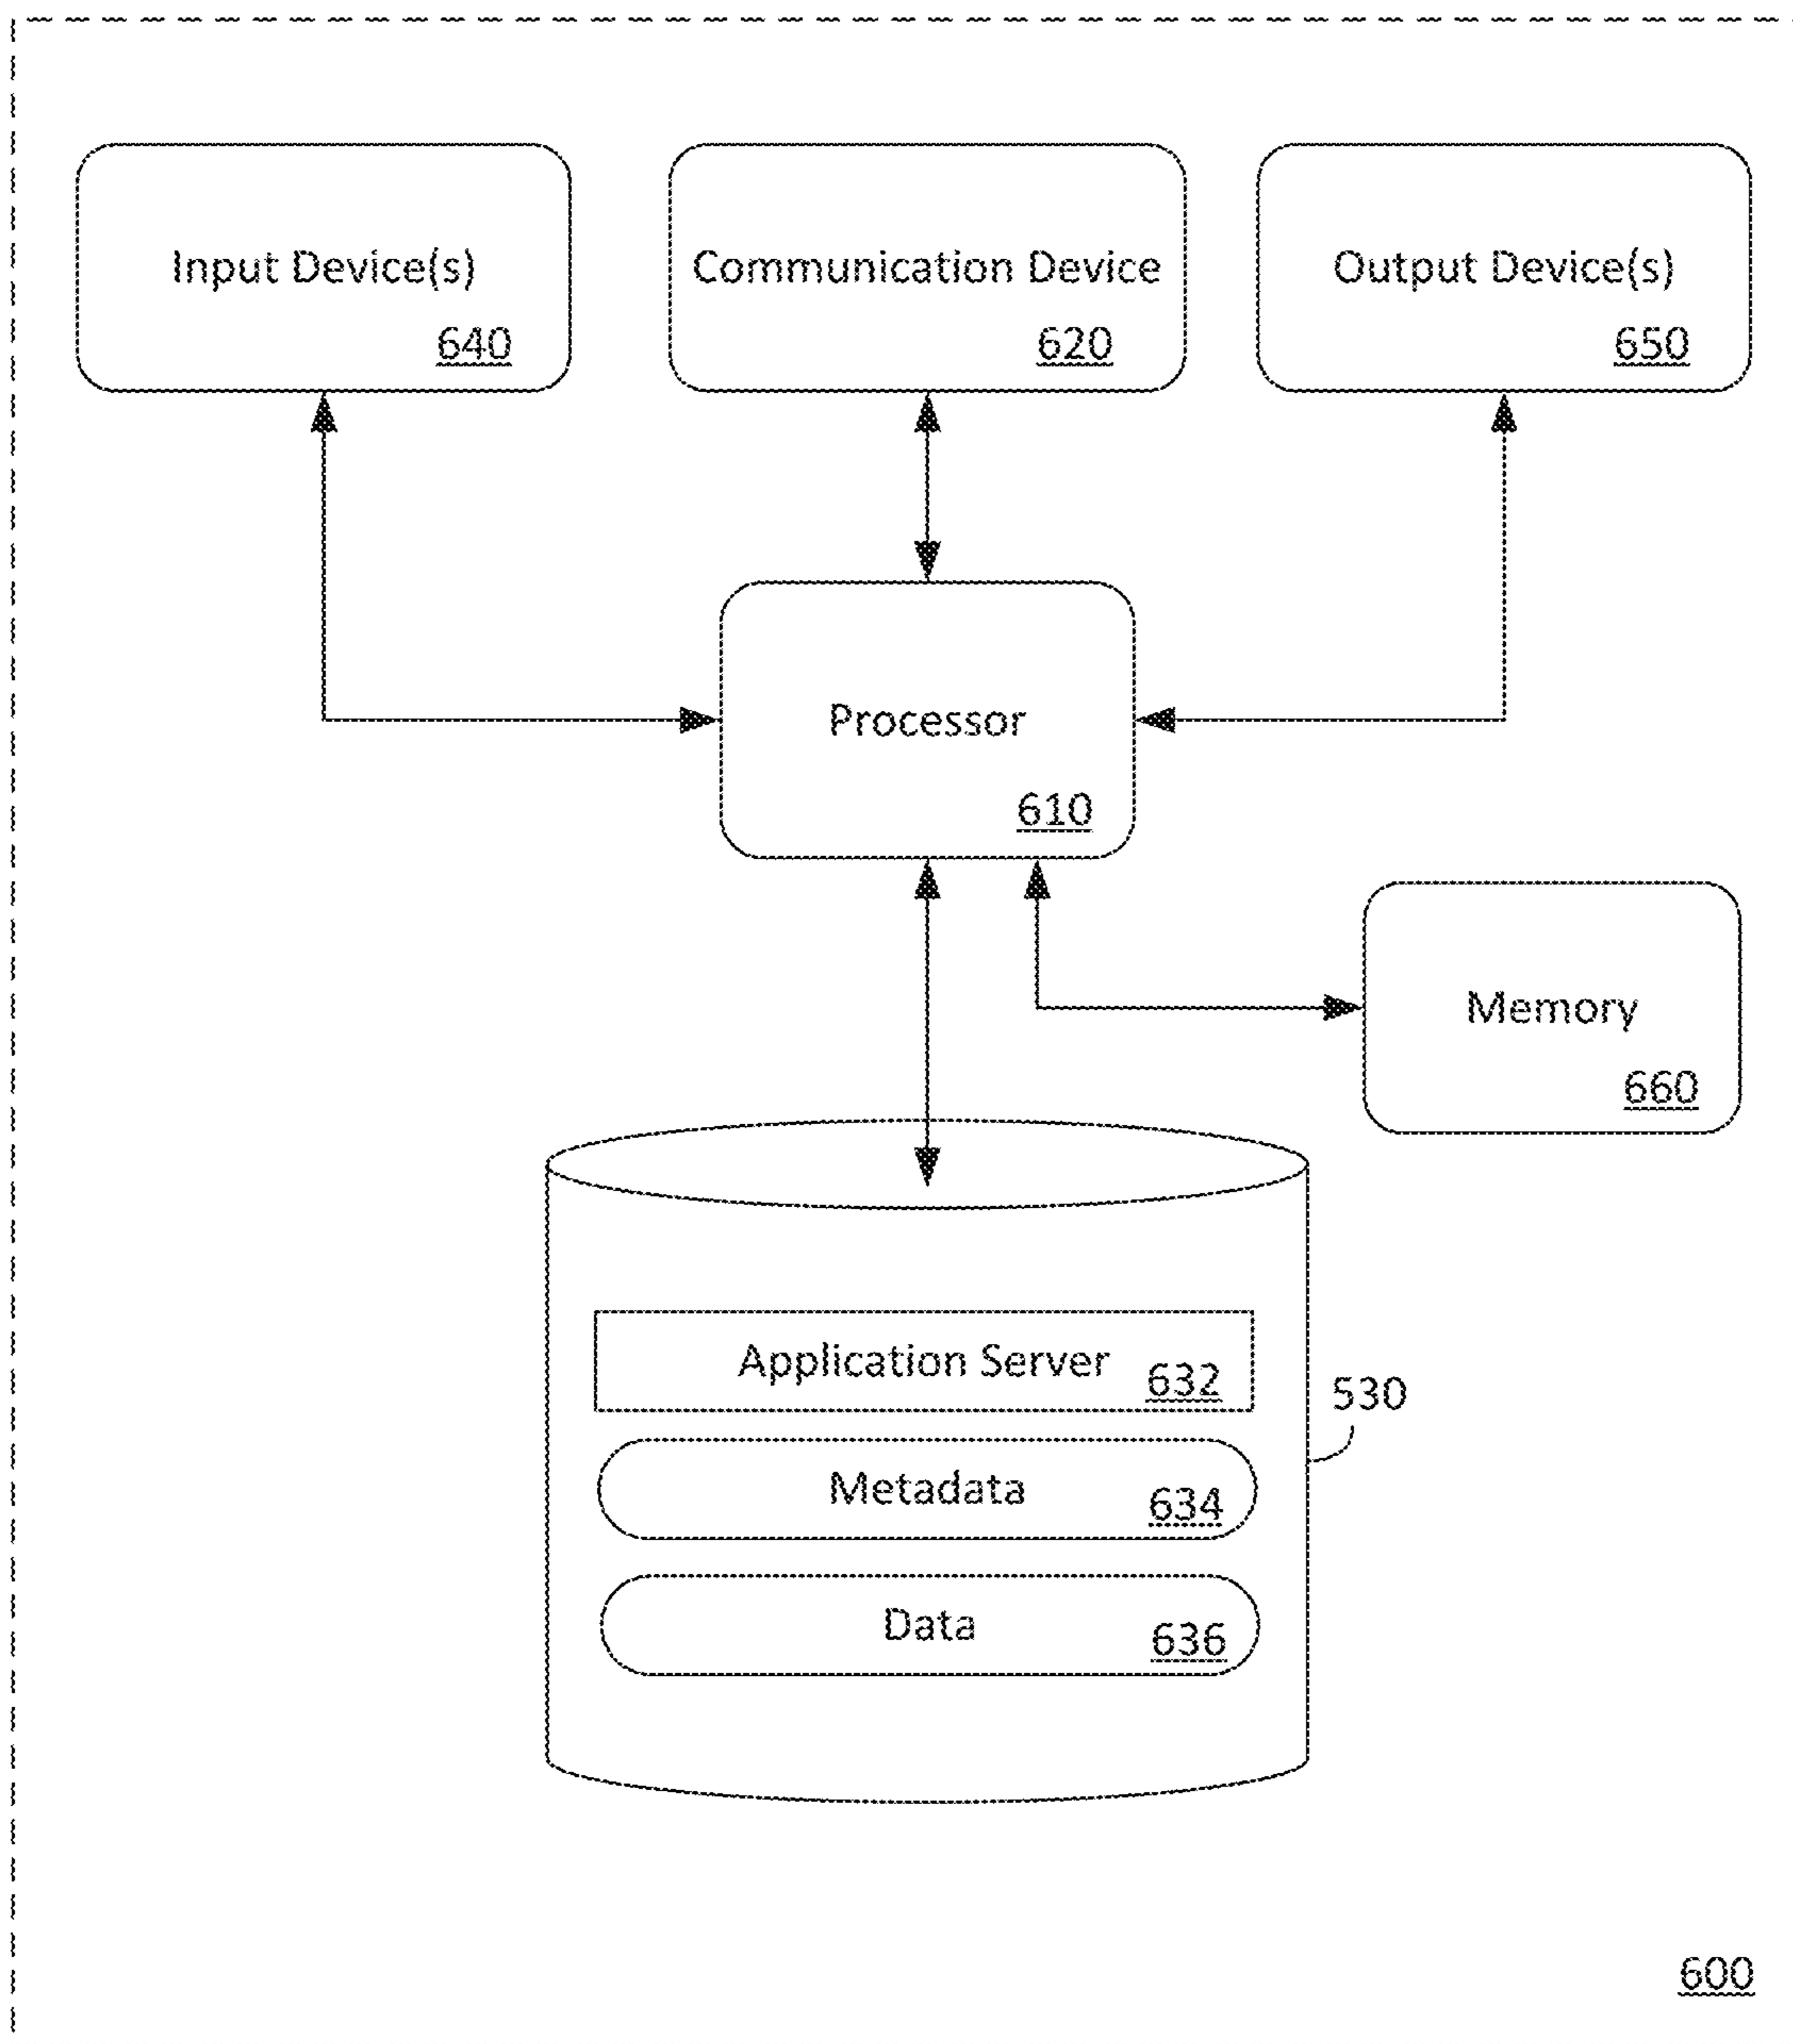 Input Device(s)
640
Communication Device
620
Output Device(s)
650
Processor
610
Memory
660
Application Server 632
530
Metadata 634
Data 636
600